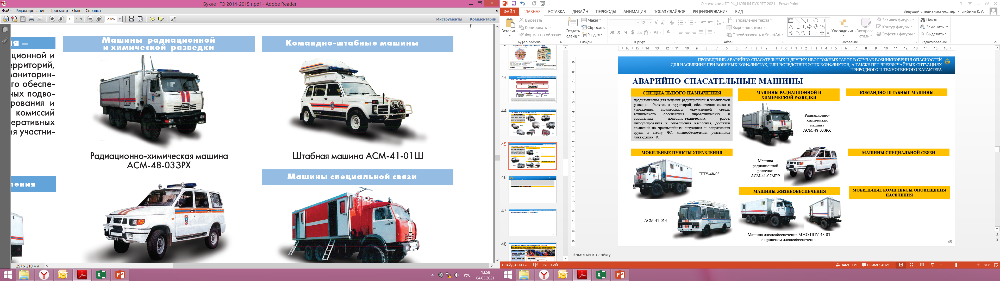 Буклет ГО 2014-2015 г.pdf - Adobe Reader
Файл Редактирование Просмотр Окно Справка
51 / 89 200%
Инструменты Комментарии
ИЯ –
ционной и
ерриторий,
мониторин-
го обеспе-
ных подво-
рования и
комиссий
еративных
ия участни-
ления
Машины радиационной
и химической разведки
Радиационно-химическая машина
АСМ-48-03ЗРХ
Командно-штабные машины
Штабная машина АСМ-41-01Ш
Машины специальной связи
297 x 210 мм
О состоянии ГО РФ_НОВЫЙ БУКЛЕТ 2021 - PowerPoint
ФАЙЛ ГЛАВНАЯ ВСТАВКА ДИЗАЙН ПЕРЕХОДЫ АНИМАЦИЯ ПОКАЗ СЛАЙДОВ РЕЦЕНЗИРОВАНИЕ ВИД
Ведущий специалист-эксперт - Глибина К. А.
Вставить
Вырезать
Копировать
Формат по образцу
Буфер обмена
Создать
слайд
Макет
Сбросить
Раздел
Слайды
12
Ж К Ч S abc AV Aa A
Шрифт
Направление текста
Выровнять текст
Преобразовать в SmartArt
Абзац
Упорядочить
Экспресс-
стили
Заливка фигуры
Контур фигуры
Эффекты фигуры
Рисование
Найти
Заменить
Выделить
Редактирование
42
43
44
45
46
47
48
ПРОВЕДЕНИЕ АВАРИЙНО-СПАСАТЕЛЬНЫХ И ДРУГИХ НЕОТЛОЖНЫХ РАБОТ В СЛУЧАЕ ВОЗНИКНОВЕНИЯ ОПАСНОСТЕЙ
ДЛЯ НАСЕЛЕНИЯ ПРИ ВОЕННЫХ КОНФЛИКТАХ, ИЛИ ВСЛЕДСТВИЕ ЭТИХ КОНФЛИКТОВ, А ТАКЖЕ ПРИ ЧРЕЗВЫЧАЙНЫХ СИТУАЦИЯХ
ПРИРОДНОГО И ТЕХНОГЕННОГО ХАРАКТЕРА
АВАРИЙНО-СПАСАТЕЛЬНЫЕ МАШИНЫ
СПЕЦИАЛЬНОГО НАЗНАЧЕНИЯ
предназначены для ведения радиационной и химической
разведки объектов и территорий, обеспечения связи и
управления, мониторинга окружающей среды,
технического обеспечения пиротехнических и
водолазных подводно-технических работ,
информирования и оповещения населения, доставки
комиссий по чрезвычайным ситуациям и оперативных
групп к месту ЧС, жизнеобеспечения участников
ликвидации ЧС
МАШИНЫ РАДИАЦИОННОЙ И
ХИМИЧЕСКОЙ РАЗВЕДКИ
Радиационно-
химическая
машина
АСМ-48-03ЗРХ
КОМАНДНО-ШТАБНЫЕ МАШИНЫ
МОБИЛЬНЫЕ ПУНКТЫ УПРАВЛЕНИЯ
ППУ-48-03
АСМ-41-013
Машина
радиационной
разведки
АСМ-41-02МРР
МАШИНЫ СПЕЦИАЛЬНОЙ СВЯЗИ
МАШИНЫ ЖИЗНЕОБЕСПЕЧЕНИЯ
Машина жизнеобеспечения МЖО ППУ-48-03
с прицепом жизнеобеспечения
МОБИЛЬНЫЕ КОМПЛЕКСЫ ОПОВЕЩЕНИЯ
НАСЕЛЕНИЯ
45
Заметки к слайду
СЛАЙД 45 ИЗ 78 РУССКИЙ
ЗАМЕТКИ ПРИМЕЧАНИЯ 81%
РУС
13:58
04.03.2021